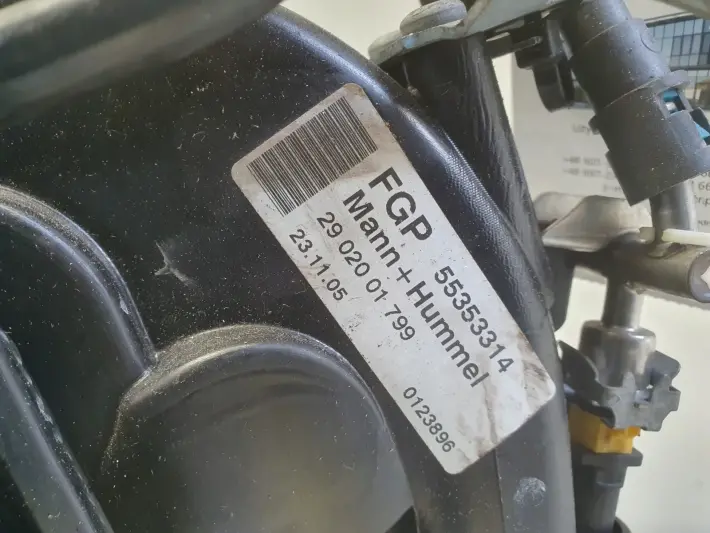 FGP 55353314
Mann+Hummel
29 020 01 799
23.11.05 0123896